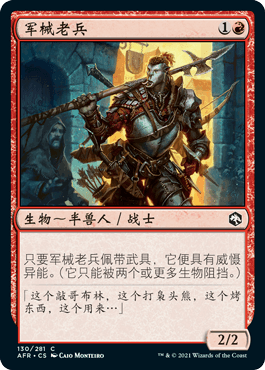 军械老兵 1
生物～半兽人／战士
只要军械老兵佩带武具，它便具有威慑
异能。（它只能被两个或更多生物阻挡。）
「这个敲哥布林，这个打枭头熊，这个烤
东西，这个用来…」
2/2
130/281 C
AFR • CS CAIO MONTEIRO
™ & © 2021 Wizards of the Coast